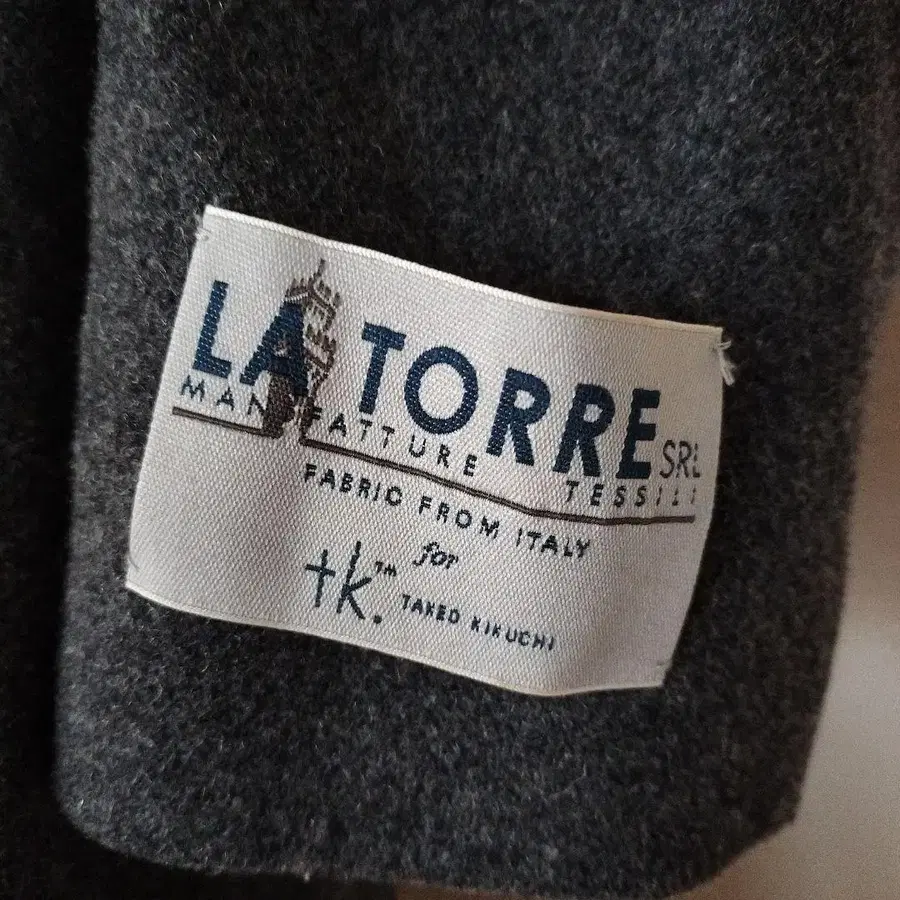 LA TORRE SRL
MANIFATTURE TESSILI
FABRIC FROM ITALY
for
tk.™ TAKEO KIKUCHI